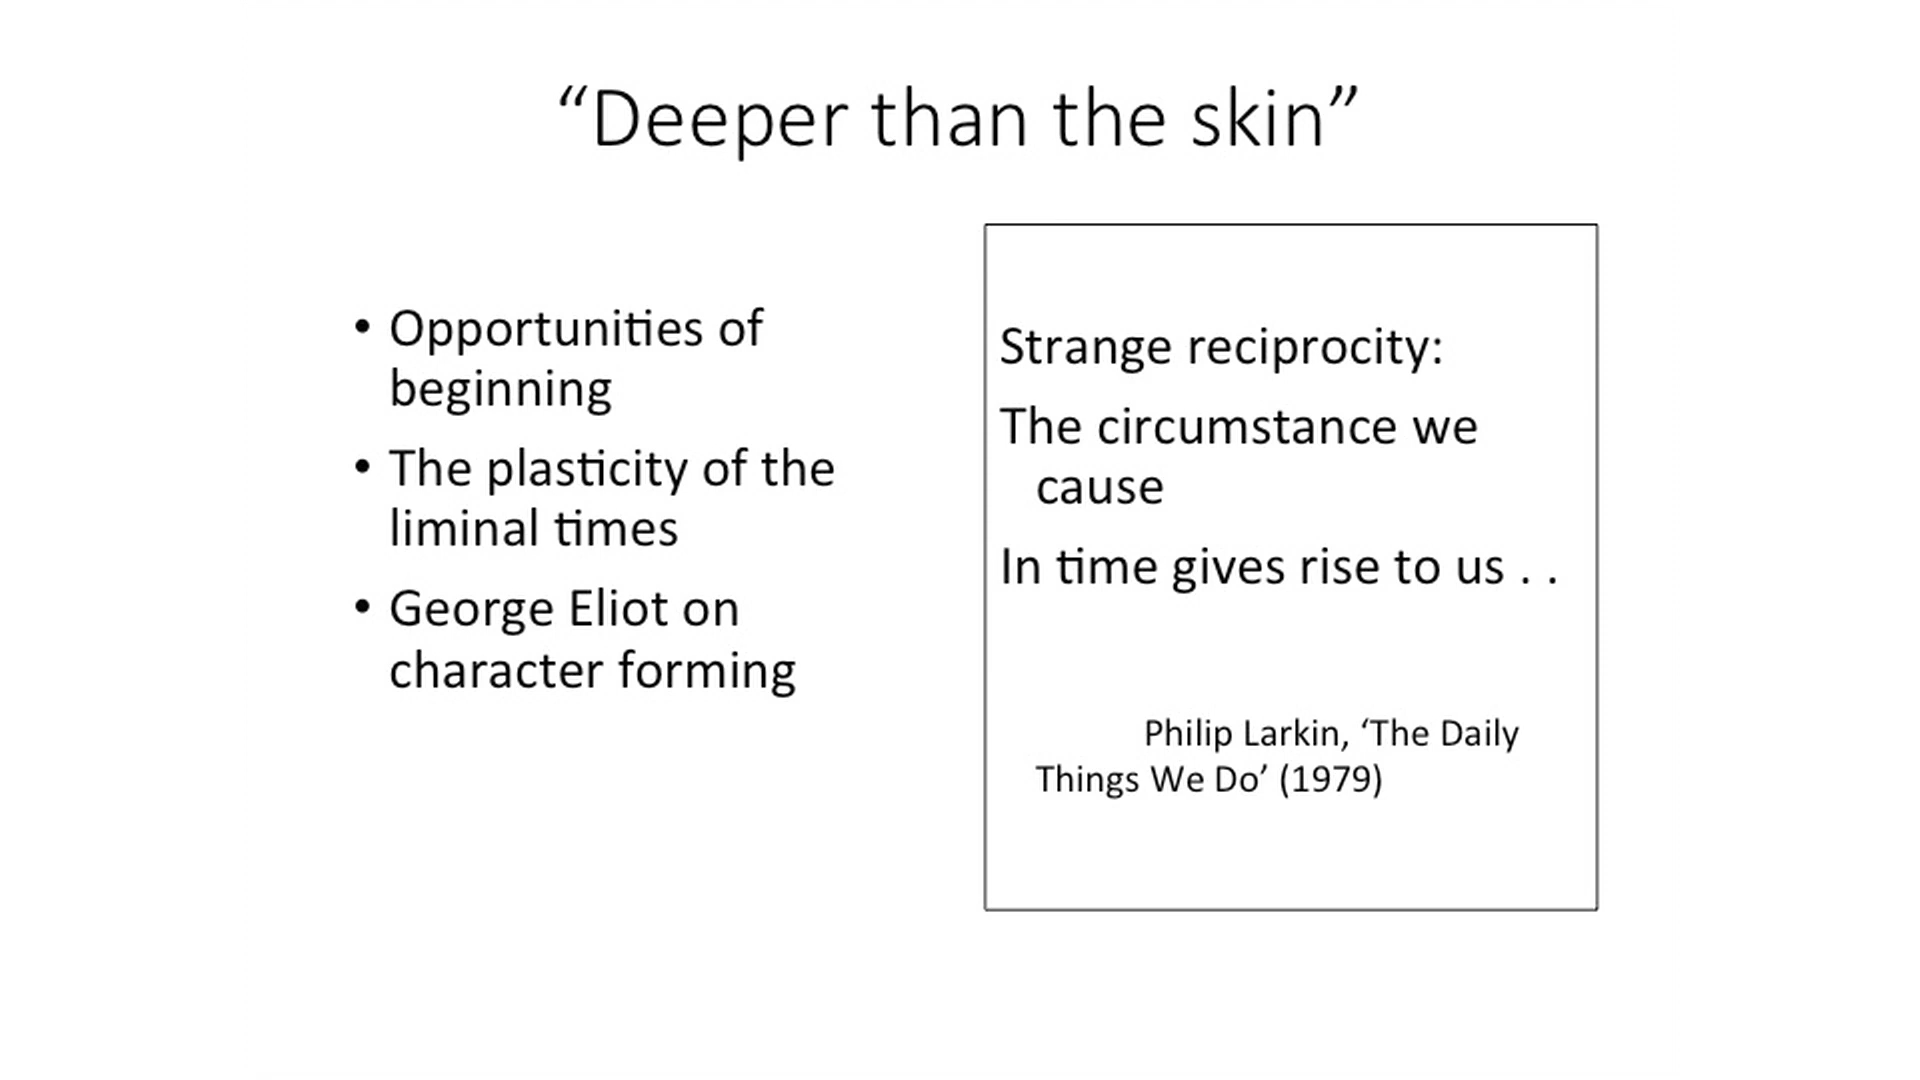 “Deeper than the skin”
• Opportunities of
beginning
• The plasticity of the
liminal times
• George Eliot on
character forming
Strange reciprocity:
The circumstance we
cause
In time gives rise to us . .
Philip Larkin, ‘The Daily
Things We Do’ (1979)